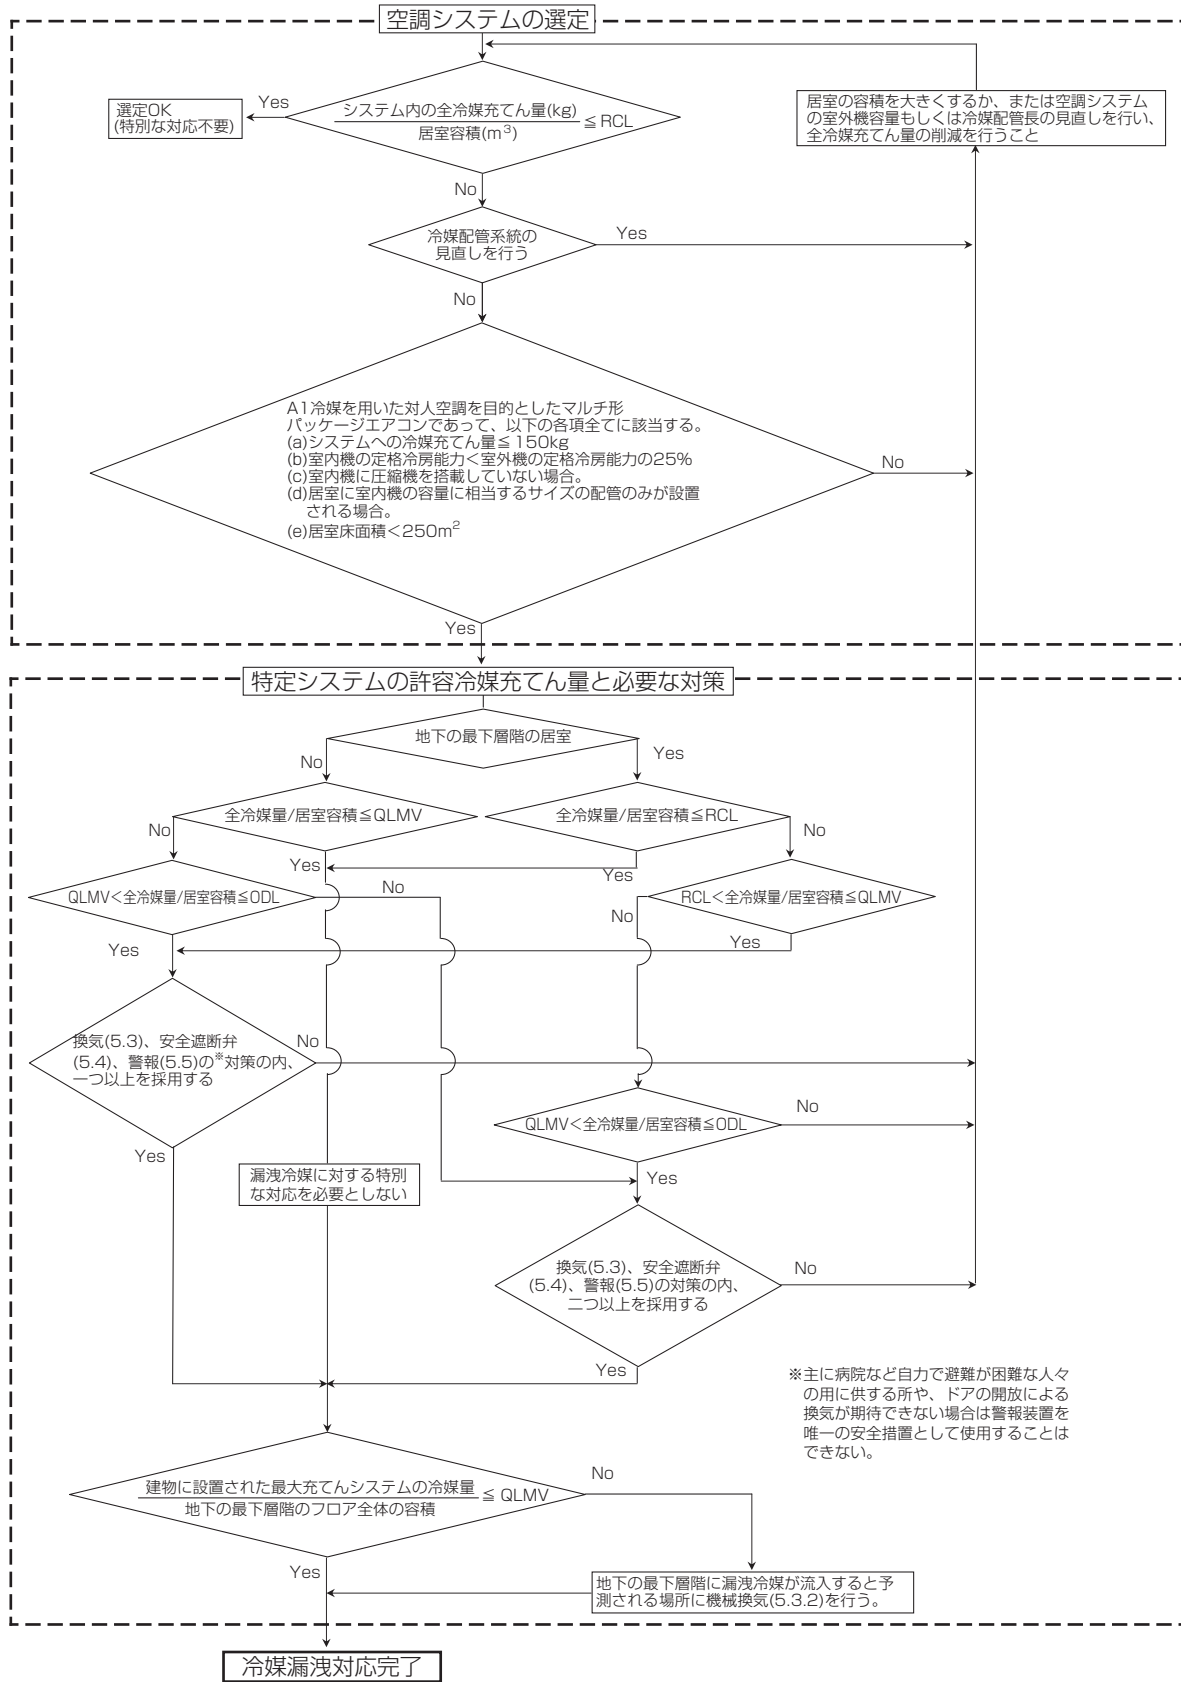 空調システムの選定
システム内の全冷媒充てん量(kg)
居室容積(m³)
≦RCL
Yes
選定OK
(特別な対応不要)
居室の容積を大きくするか、または空調システム
の室外機容量もしくは冷媒配管長の見直しを行い、
全冷媒充てん量の削減を行うこと
No
冷媒配管系統の
見直しを行う
Yes
No
A1冷媒を用いた対人空調を目的としたマルチ形
パッケージエアコンであって、以下の各項全てに該当する。
(a)システムへの冷媒充てん量≦150kg
(b)室内機の定格冷房能力<室外機の定格冷房能力の25%
(c)室内機に圧縮機を搭載していない場合。
(d)居室に室内機の容量に相当するサイズの配管のみが設置
される場合。
(e)居室床面積<250m²
No
Yes
特定システムの許容冷媒充てん量と必要な対策
地下の最下層階の居室
No
Yes
全冷媒量/居室容積≦QLMV
全冷媒量/居室容積≦RCL
No
No
Yes
Yes
QLMV<全冷媒量/居室容積≦ODL
No
RCL<全冷媒量/居室容積≦QLMV
No
Yes
Yes
換気(5.3)、安全遮断弁
(5.4)、警報(5.5)の※対策の内、
一つ以上を採用する
No
QLMV<全冷媒量/居室容積≦ODL
No
Yes
漏洩冷媒に対する特別
な対応を必要としない
Yes
換気(5.3)、安全遮断弁
(5.4)、警報(5.5)の対策の内、
二つ以上を採用する
No
Yes
※主に病院など自力で避難が困難な人々
の用に供する所や、ドアの開放による
換気が期待できない場合は警報装置を
唯一の安全措置として使用することは
できない。
建物に設置された最大充てんシステムの冷媒量
地下の最下層階のフロア全体の容積
≦ QLMV
No
Yes
地下の最下層階に漏洩冷媒が流入すると予
測される場所に機械換気(5.3.2)を行う。
冷媒漏洩対応完了